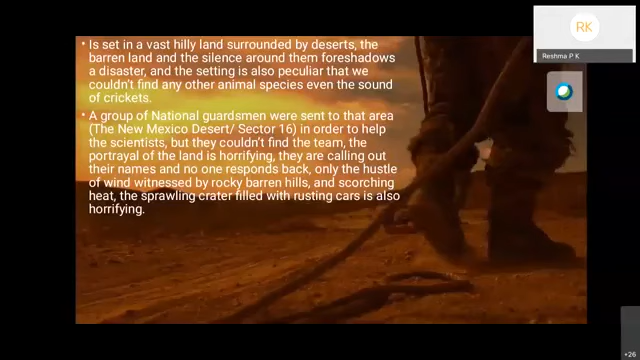 • Is set in a vast hilly land surrounded by deserts, the
barren land and the silence around them foreshadows
a disaster, and the setting is also peculiar that we
couldn't find any other animal species even the sound
of crickets.
• A group of National guardsmen were sent to that area
(The New Mexico Desert/ Sector 16) in order to help
the scientists, but they couldn't find the team, the
portrayal of the land is horrifying, they are calling out
their names and no one responds back, only the hustle
of wind witnessed by rocky barren hills, and scorching
heat, the sprawling crater filled with rusting cars is also
horrifying.
RK
Reshma P K
+26